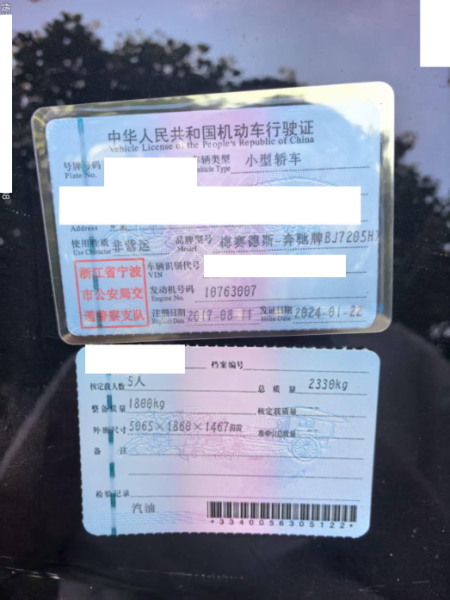 中华人民共和国机动车行驶证
Vehicle License of the People's Republic of China
号牌号码 车辆类型 小型轿车
Plate No. Vehicle Type
Address
使用性质 非营运 品牌型号 梅赛德斯-奔驰牌BJ7205H
Use Character Model
浙江省宁波
市公安局交
通警察支队
车辆识别代号
VIN
发动机号码 10763007
Engine No.
注册日期 2017-08-11 发证日期 2024-01-22
Register Date Issue Date
档案编号
核定载人数 5人 总质量 2330kg
整备质量 1800kg 核定载质量
外廓尺寸 5065×1860×1467mm 准牵引总质量
备注
检验记录
汽油
*3340056305122*